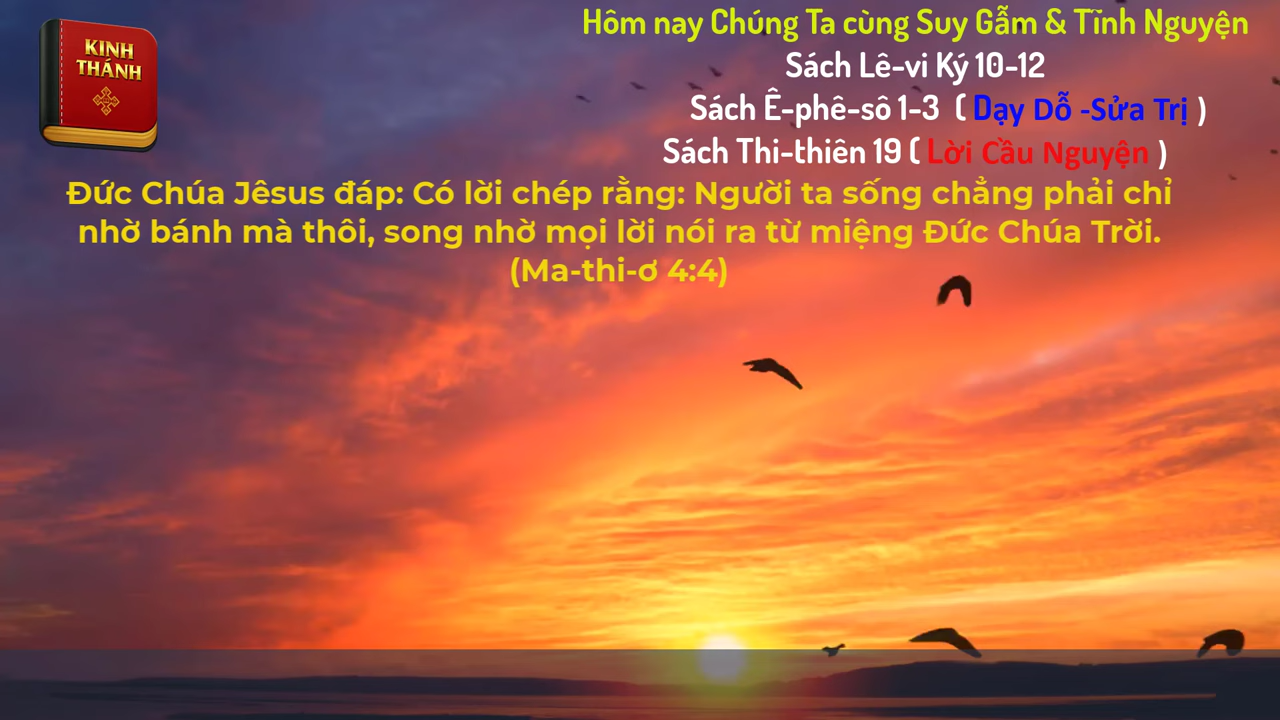 KINH
THÁNH
Hôm nay Chúng Ta cùng Suy Gẫm & Tĩnh Nguyện
Sách Lê-vi Ký 10-12
Sách Ê-phê-sô 1-3 ( Dạy Dỗ -Sửa Trị )
Sách Thi-thiên 19 ( Lời Cầu Nguyện )
Đức Chúa Jêsus đáp: Có lời chép rằng: Người ta sống chẳng phải chỉ
nhờ bánh mà thôi, song nhờ mọi lời nói ra từ miệng Đức Chúa Trời.
(Ma-thi-ơ 4:4)